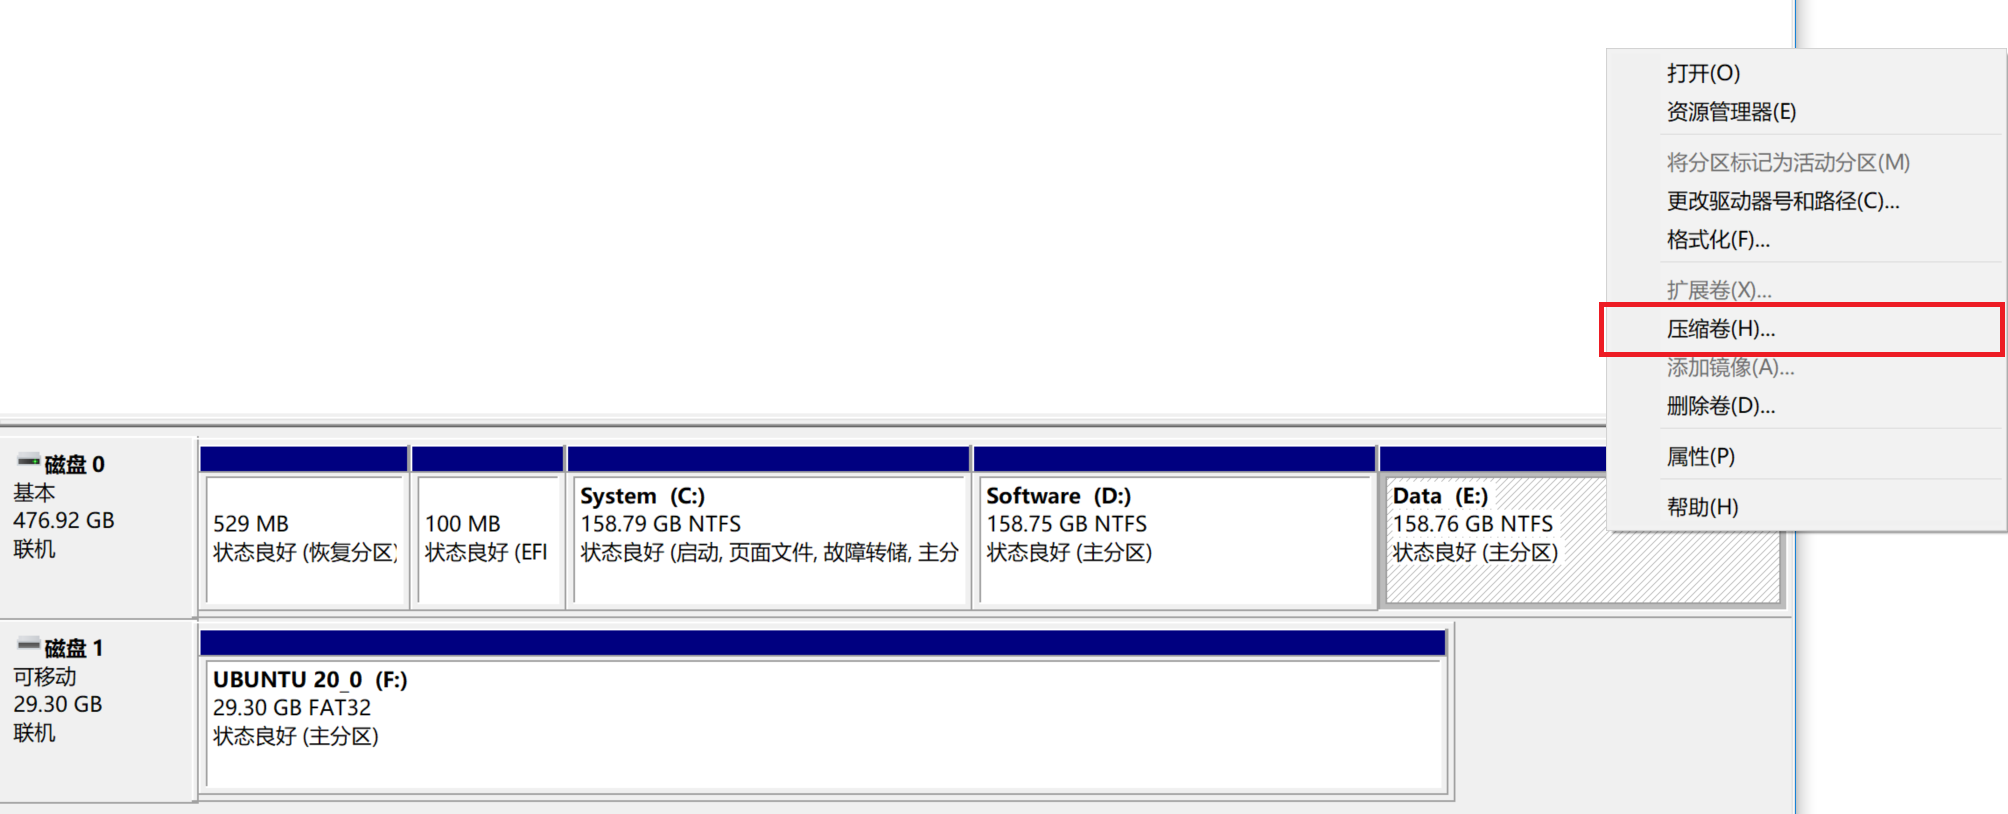 打开(O)
资源管理器(E)
将分区标记为活动分区(M)
更改驱动器号和路径(C)...
格式化(F)...
扩展卷(X)...
压缩卷(H)...
添加镜像(A)...
删除卷(D)...
属性(P)
帮助(H)
磁盘 0
基本
476.92 GB
联机
529 MB
状态良好 (恢复分区)
100 MB
状态良好 (EFI
System (C:)
158.79 GB NTFS
状态良好 (启动, 页面文件, 故障转储, 主分
Software (D:)
158.75 GB NTFS
状态良好 (主分区)
Data (E:)
158.76 GB NTFS
状态良好 (主分区)
磁盘 1
可移动
29.30 GB
联机
UBUNTU 20_0 (F:)
29.30 GB FAT32
状态良好 (主分区)